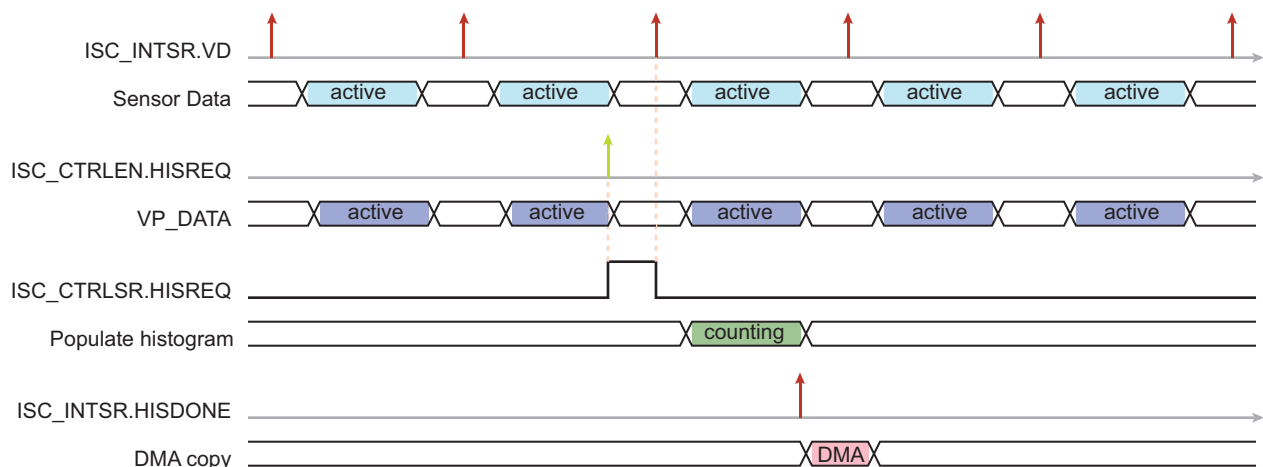 ISC_INTSR.VD
Sensor Data active active active active active
ISC_CTRLEN.HISREQ
VP_DATA active active active active active
ISC_CTRLSR.HISREQ
Populate histogram counting
ISC_INTSR.HISDONE
DMA copy DMA